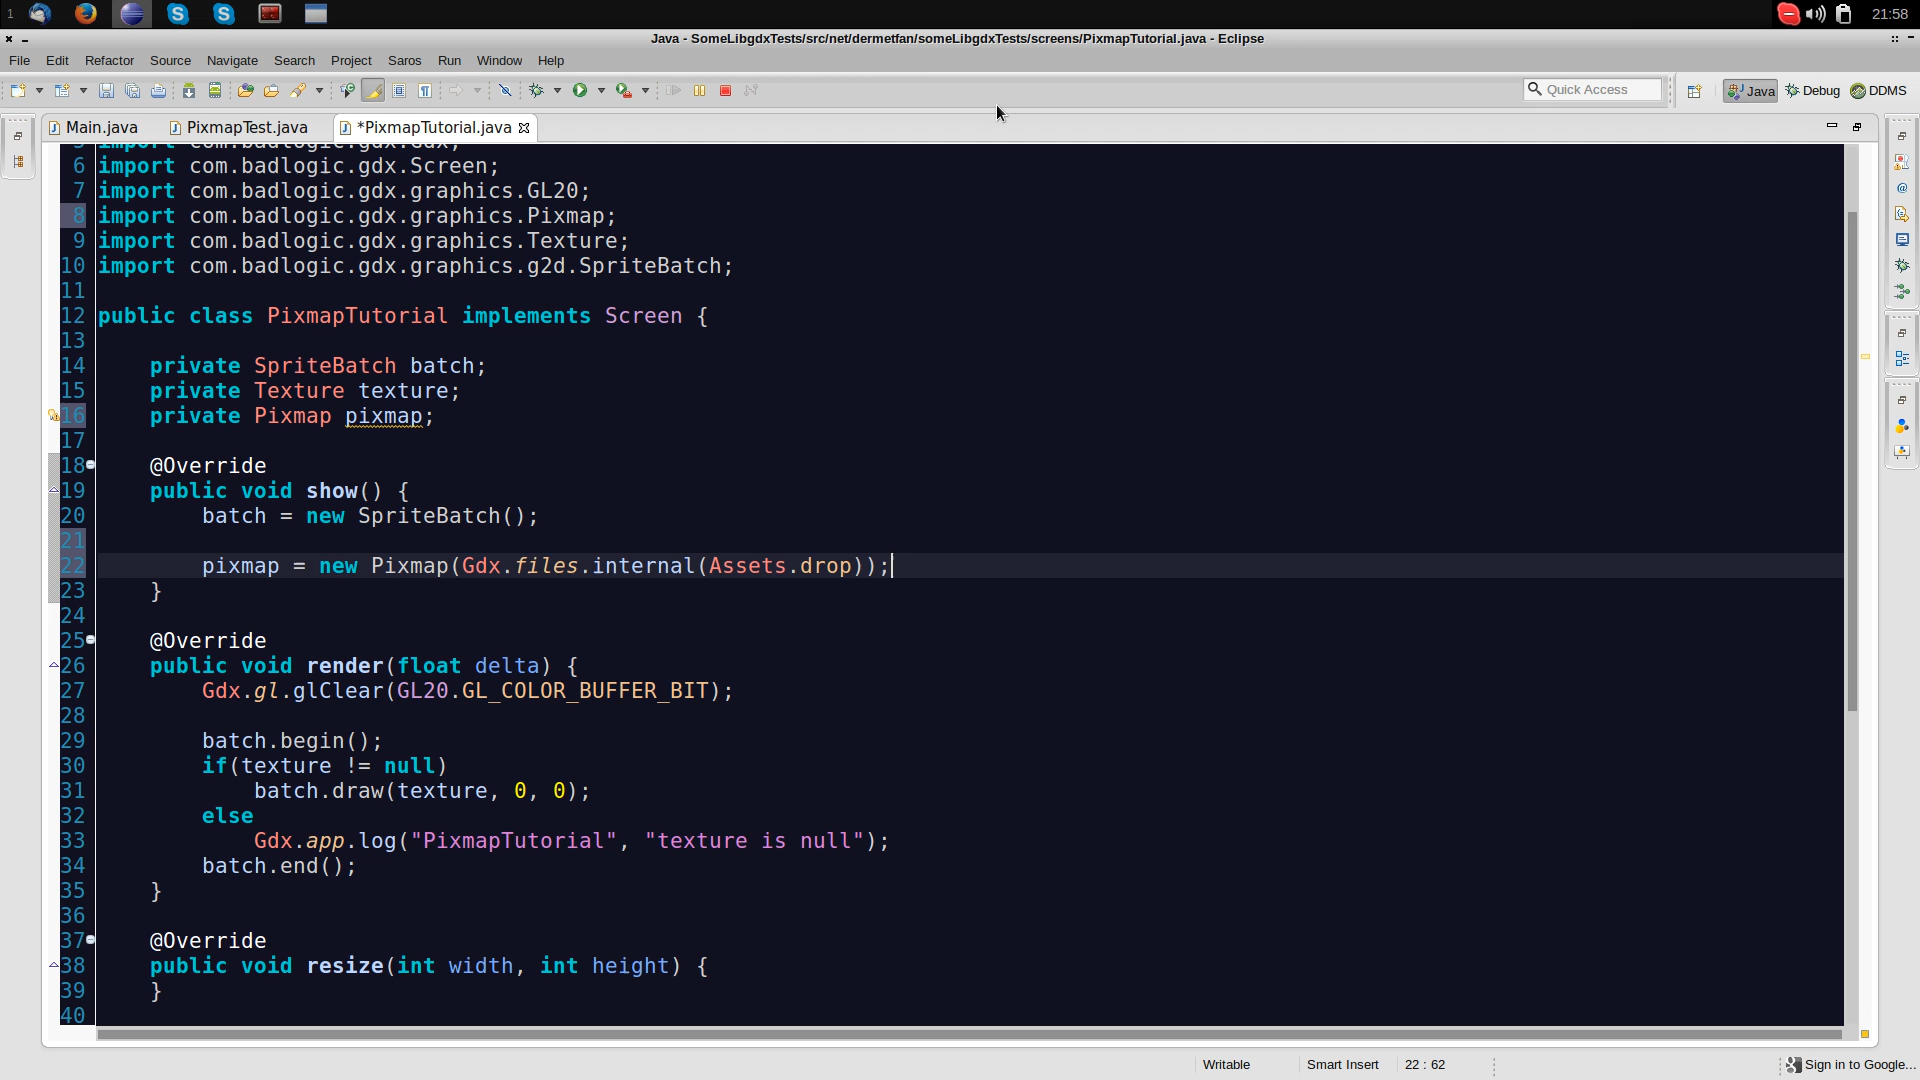 1
21:58
Java - SomeLibgdxTests/src/net/dermetfan/someLibgdxTests/screens/PixmapTutorial.java - Eclipse
File Edit Refactor Source Navigate Search Project Saros Run Window Help
Quick Access
Java Debug DDMS
Main.java PixmapTest.java *PixmapTutorial.java
5 import com.badlogic.gdx.Gdx;
6 import com.badlogic.gdx.Screen;
7 import com.badlogic.gdx.graphics.GL20;
8 import com.badlogic.gdx.graphics.Pixmap;
9 import com.badlogic.gdx.graphics.Texture;
10 import com.badlogic.gdx.graphics.g2d.SpriteBatch;
11
12 public class PixmapTutorial implements Screen {
13
14     private SpriteBatch batch;
15     private Texture texture;
16     private Pixmap pixmap;
17
18     @Override
19     public void show() {
20         batch = new SpriteBatch();
21
22         pixmap = new Pixmap(Gdx.files.internal(Assets.drop));
23     }
24
25     @Override
26     public void render(float delta) {
27         Gdx.gl.glClear(GL20.GL_COLOR_BUFFER_BIT);
28
29         batch.begin();
30         if(texture != null)
31             batch.draw(texture, 0, 0);
32         else
33             Gdx.app.log("PixmapTutorial", "texture is null");
34         batch.end();
35     }
36
37     @Override
38     public void resize(int width, int height) {
39     }
40
Writable Smart Insert 22 : 62 Sign in to Google...